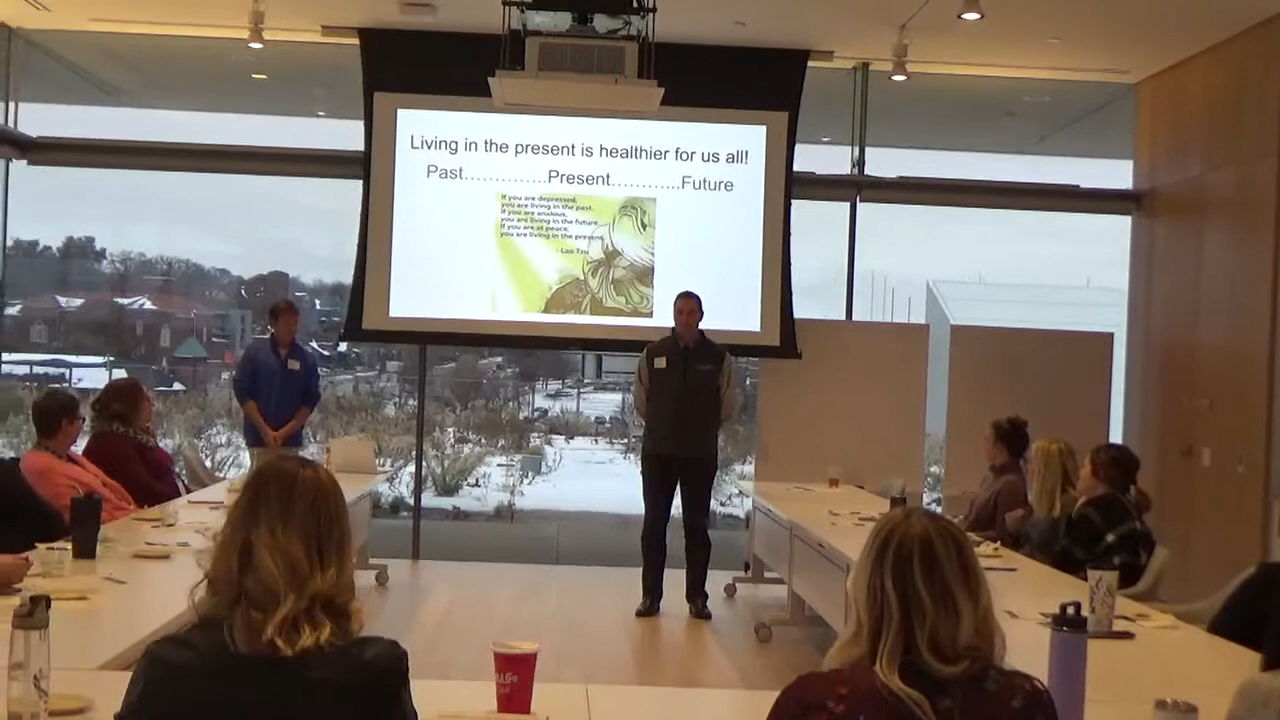 Living in the present is healthier for us all!
Past.............Present...........Future
If you are depressed,
you are living in the past.
If you are anxious,
you are living in the future.
If you are at peace,
you are living in the present.
- Lao Tzu